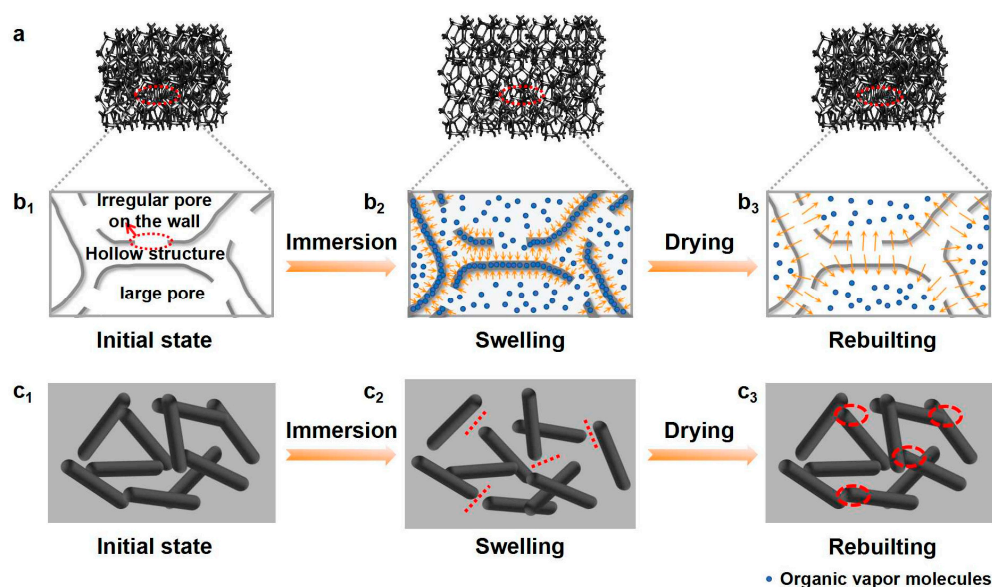 a
b1
Irregular pore
on the wall
Hollow structure
large pore
Initial state
Immersion
b2
Swelling
Drying
b3
Rebuilting
c1
Initial state
Immersion
c2
Swelling
Drying
c3
Rebuilting
Organic vapor molecules